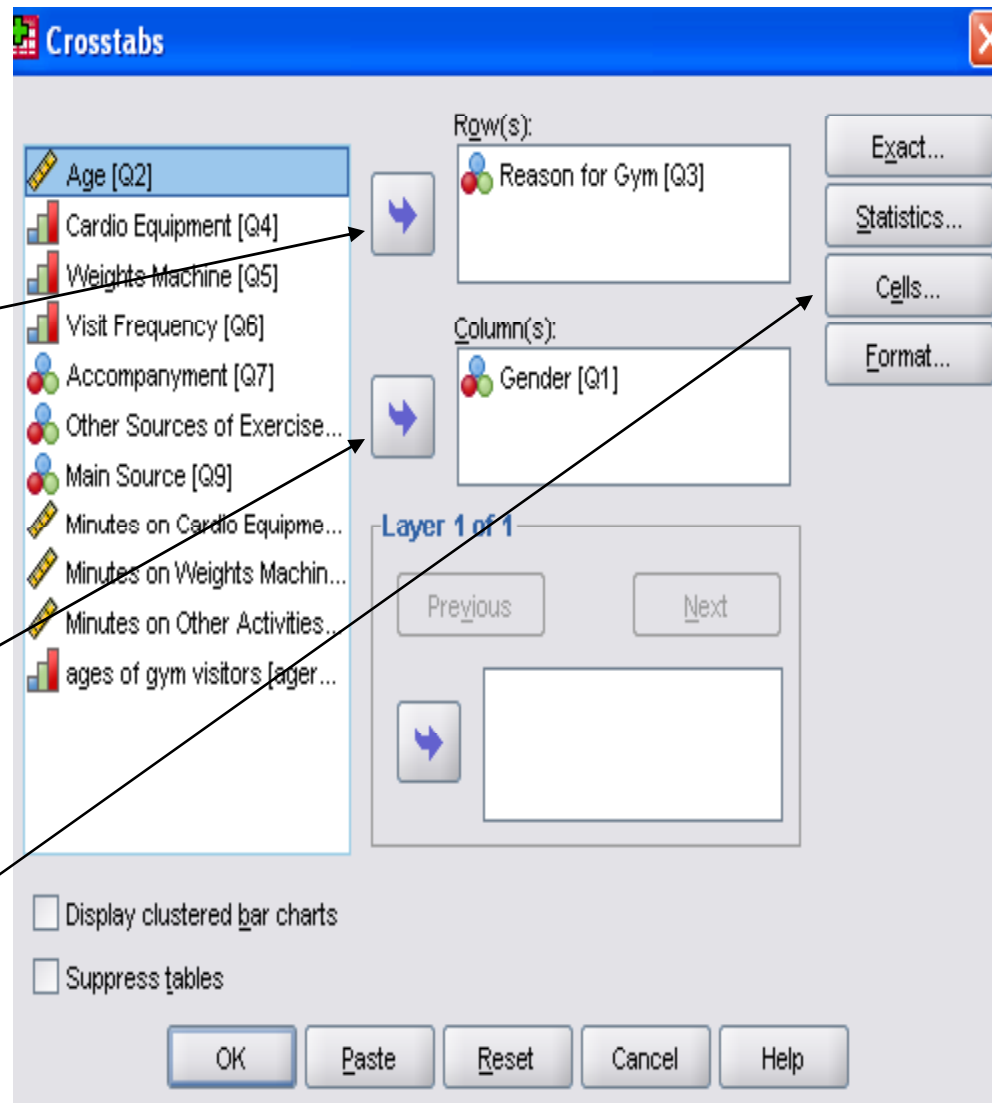 Crosstabs
Age [Q2]
Cardio Equipment [Q4]
Weights Machine [Q5]
Visit Frequency [Q6]
Accompanyment [Q7]
Other Sources of Exercise...
Main Source [Q9]
Minutes on Cardio Equipme...
Minutes on Weights Machin...
Minutes on Other Activities...
ages of gym visitors [ager...
Row(s):
Reason for Gym [Q3]
Column(s):
Gender [Q1]
Layer 1 of 1
Previous
Next
Exact...
Statistics...
Cells...
Format...
Display clustered bar charts
Suppress tables
OK
Paste
Reset
Cancel
Help